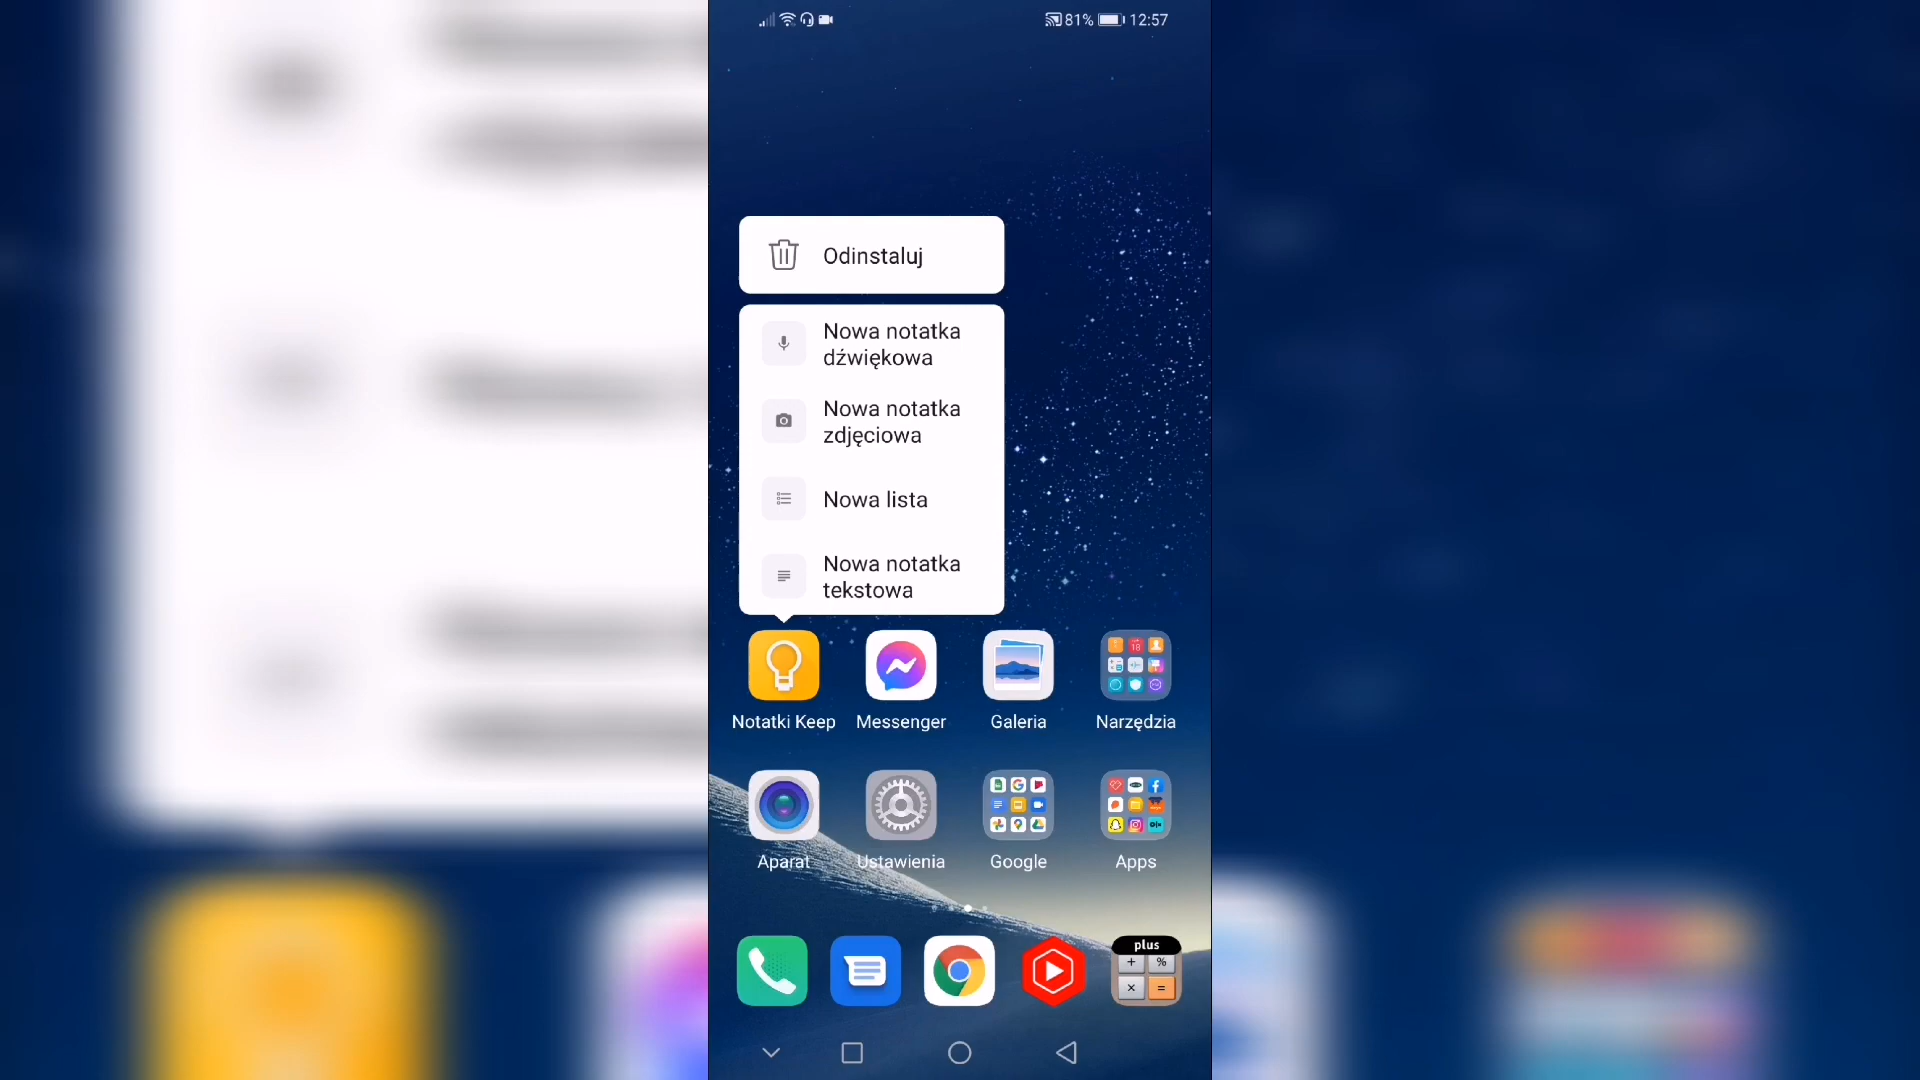 81% 12:57
Odinstaluj
Nowa notatka
dźwiękowa
Nowa notatka
zdjęciowa
Nowa lista
Nowa notatka
tekstowa
Notatki Keep Messenger Galeria Narzędzia
Aparat Ustawienia Google Apps
plus